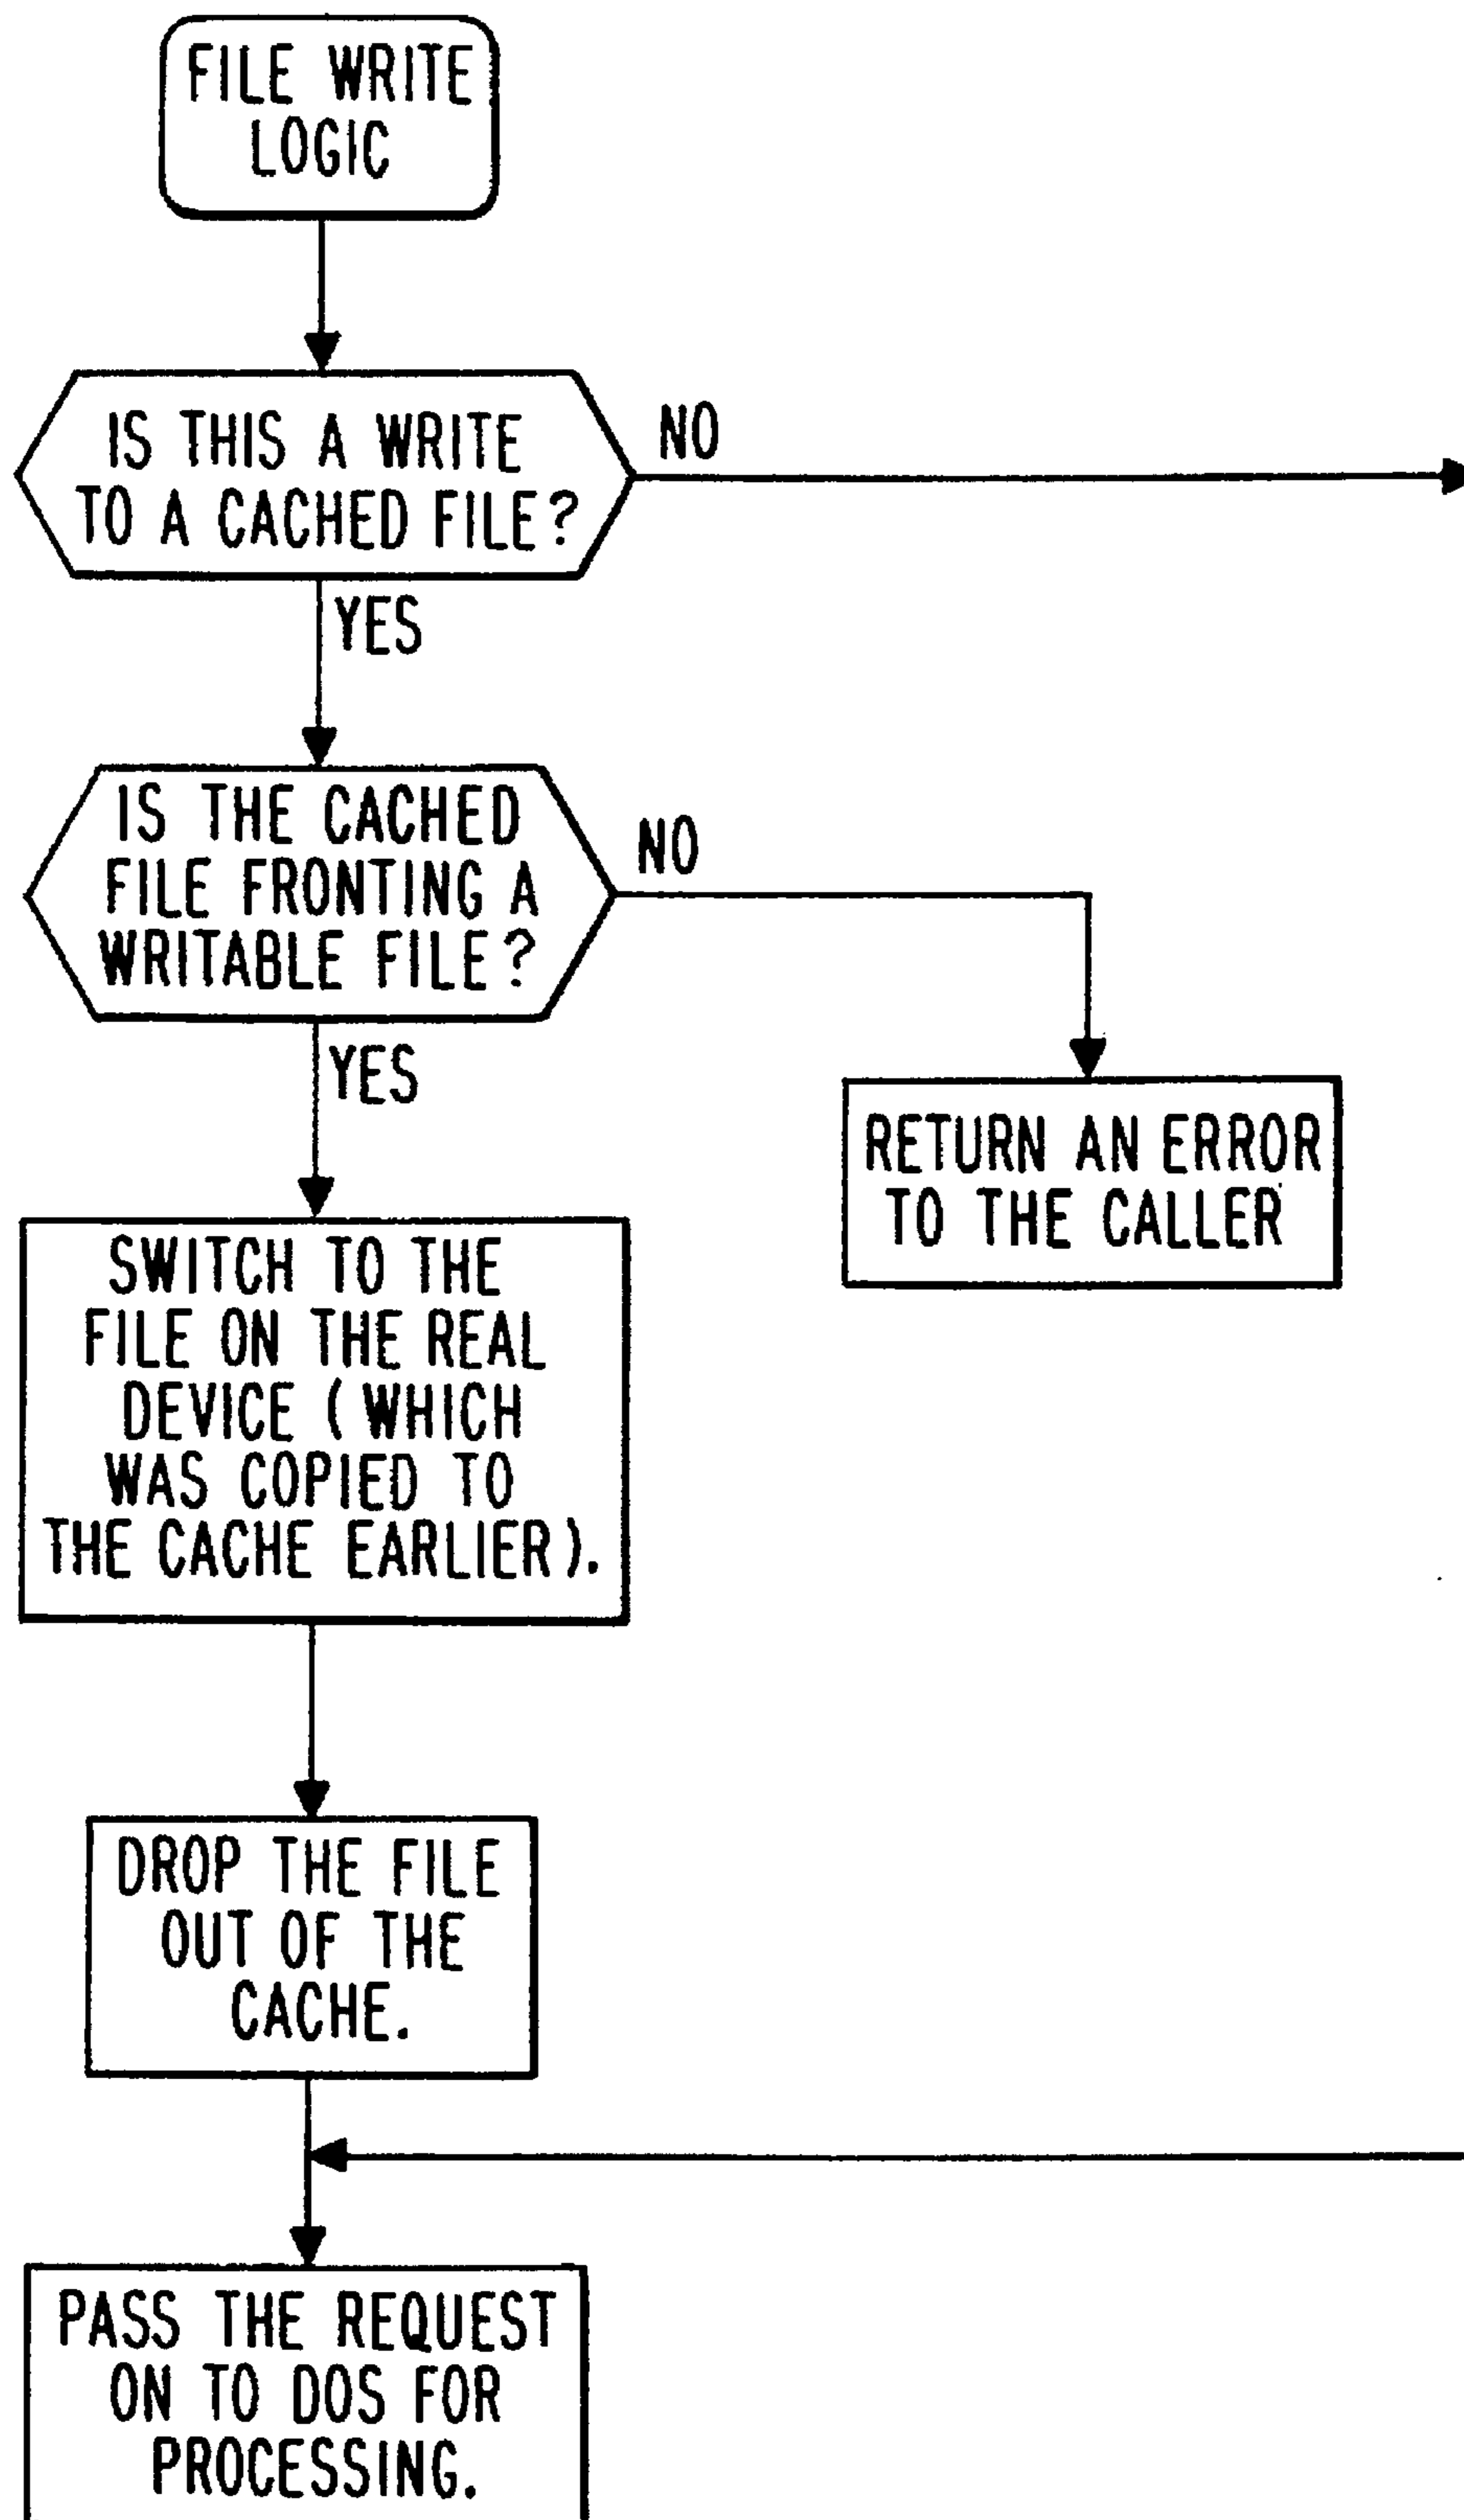 FILE WRITE
LOGIC
IS THIS A WRITE
TO A CACHED FILE?
NO
YES
IS THE CACHED
FILE FRONTING A
WRITABLE FILE?
NO
YES
RETURN AN ERROR
TO THE CALLER
SWITCH TO THE
FILE ON THE REAL
DEVICE (WHICH
WAS COPIED TO
THE CACHE EARLIER).
DROP THE FILE
OUT OF THE
CACHE.
PASS THE REQUEST
ON TO DOS FOR
PROCESSING.